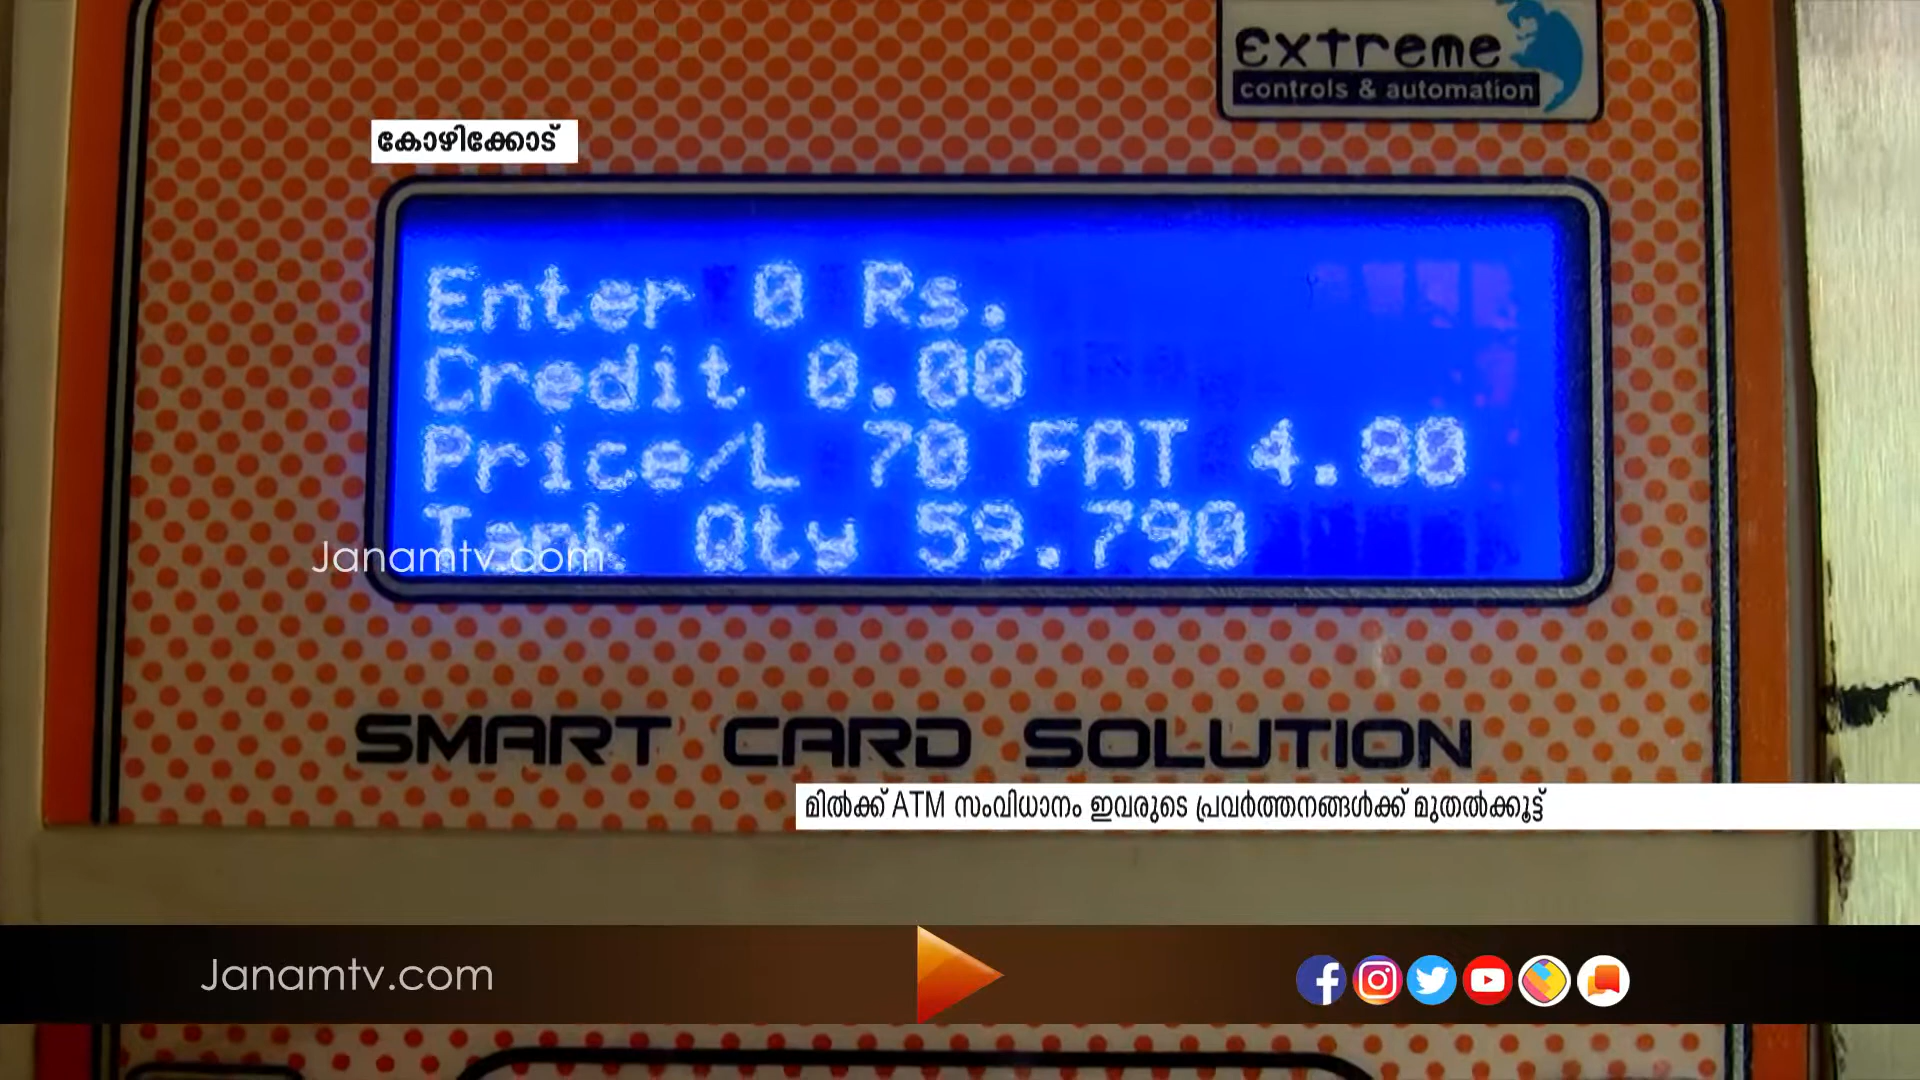 Extreme
controls & automation
കോഴിക്കോട്
Enter 0 Rs.
Credit 0.00
Price/L 70 FAT 4.80
Tank Qty 59.790
Janamtv.com
SMART CARD SOLUTION
മിൽക്ക് ATM സംവിധാനം ഇവരുടെ പ്രവർത്തനങ്ങൾക്ക് മുതൽക്കൂട്ട്
Janamtv.com